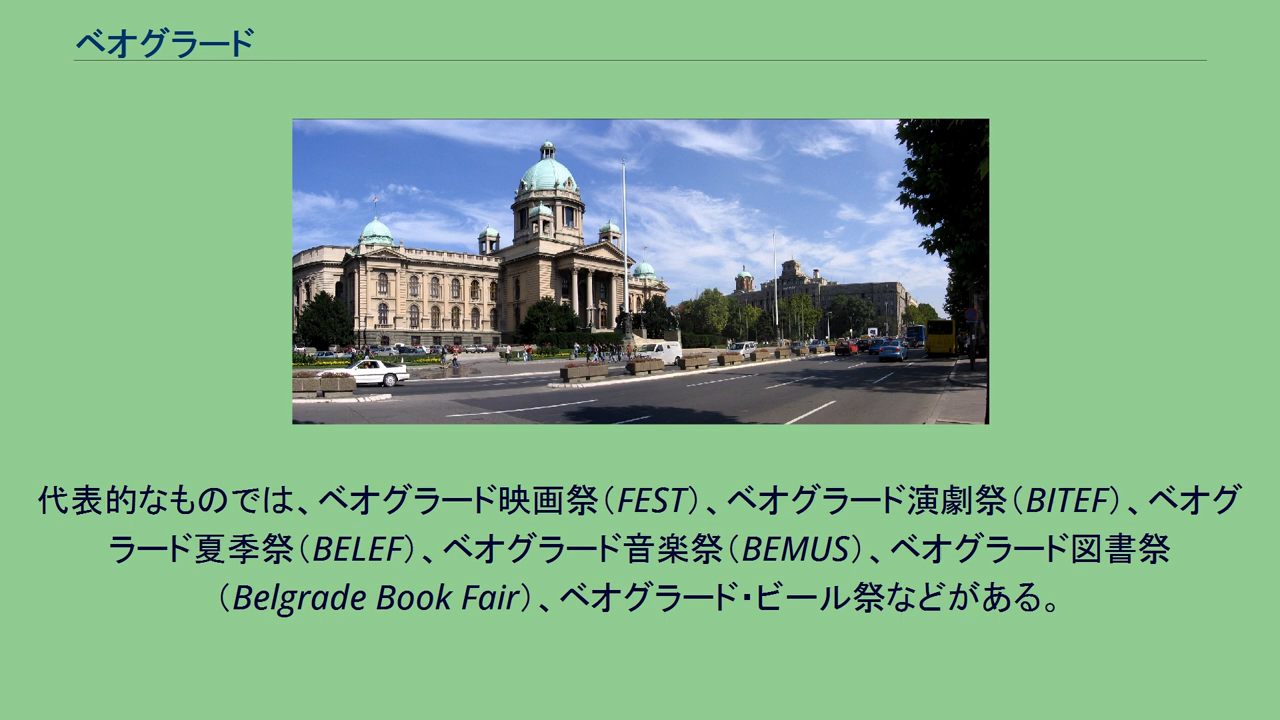 ベオグラード
代表的なものでは、ベオグラード映画祭（FEST）、ベオグラード演劇祭（BITEF）、ベオグ
ラード夏季祭（BELEF）、ベオグラード音楽祭（BEMUS）、ベオグラード図書祭
（Belgrade Book Fair）、ベオグラード・ビール祭などがある。